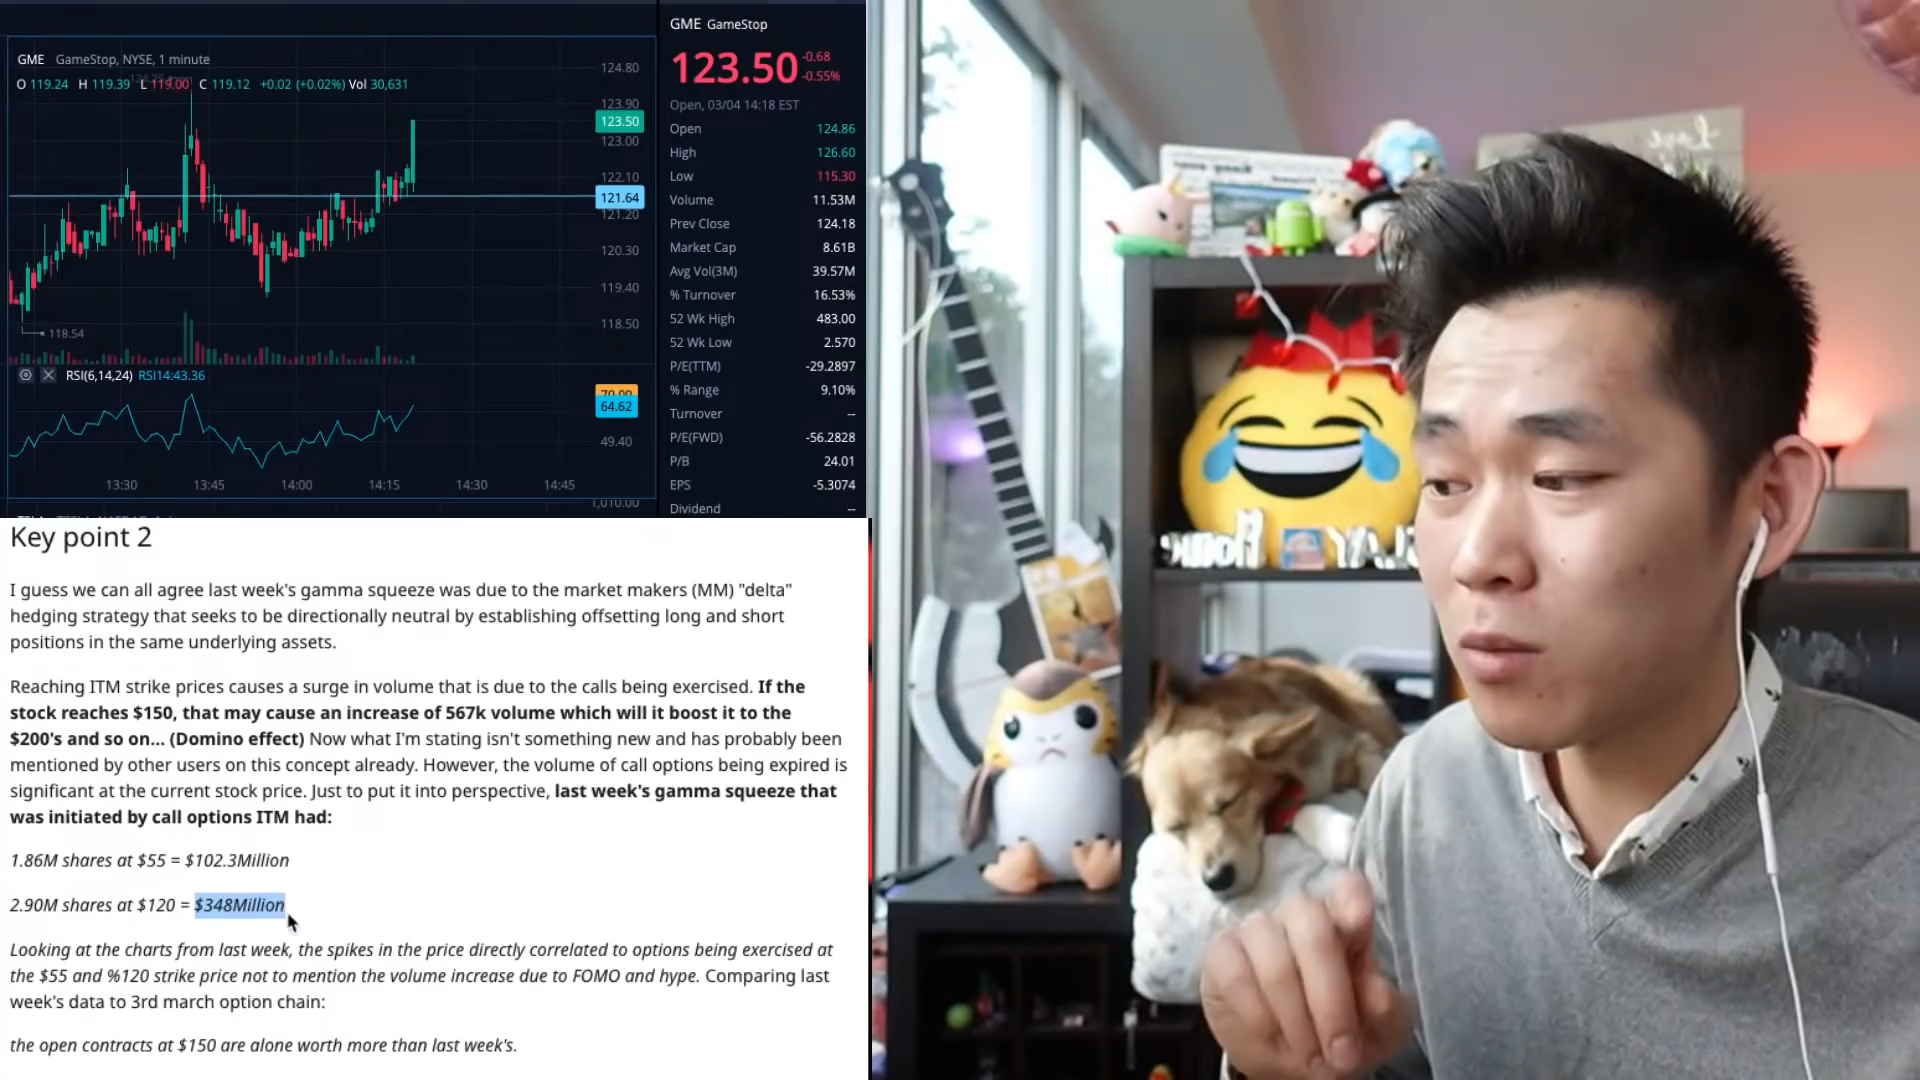 GME GameStop, NYSE, 1 minute
O 119.24 H 119.39 L 119.00 C 119.12 +0.02 (+0.02%) Vol 30,631
124.80
123.90
123.50
123.00
122.10
121.64
121.20
120.30
119.40
118.50
118.54
RSI(6,14,24) RSI14:43.36
70.00
64.62
49.40
13:30 13:45 14:00 14:15 14:30 14:45
1,010.00
GME GameStop
123.50 -0.68
-0.55%
Open, 03/04 14:18 EST
Open 124.86
High 126.60
Low 115.30
Volume 11.53M
Prev Close 124.18
Market Cap 8.61B
Avg Vol(3M) 39.57M
% Turnover 16.53%
52 Wk High 483.00
52 Wk Low 2.570
P/E(TTM) -29.2897
% Range 9.10%
Turnover --
P/E(FWD) -56.2828
P/B 24.01
EPS -5.3074
Dividend --
Key point 2
I guess we can all agree last week's gamma squeeze was due to the market makers (MM) "delta"
hedging strategy that seeks to be directionally neutral by establishing offsetting long and short
positions in the same underlying assets.
Reaching ITM strike prices causes a surge in volume that is due to the calls being exercised. If the
stock reaches $150, that may cause an increase of 567k volume which will it boost it to the
$200's and so on... (Domino effect) Now what I'm stating isn't something new and has probably been
mentioned by other users on this concept already. However, the volume of call options being expired is
significant at the current stock price. Just to put it into perspective, last week's gamma squeeze that
was initiated by call options ITM had:
1.86M shares at $55 = $102.3Million
2.90M shares at $120 = $348Million
Looking at the charts from last week, the spikes in the price directly correlated to options being exercised at
the $55 and %120 strike price not to mention the volume increase due to FOMO and hype. Comparing last
week's data to 3rd march option chain:
the open contracts at $150 are alone worth more than last week's.